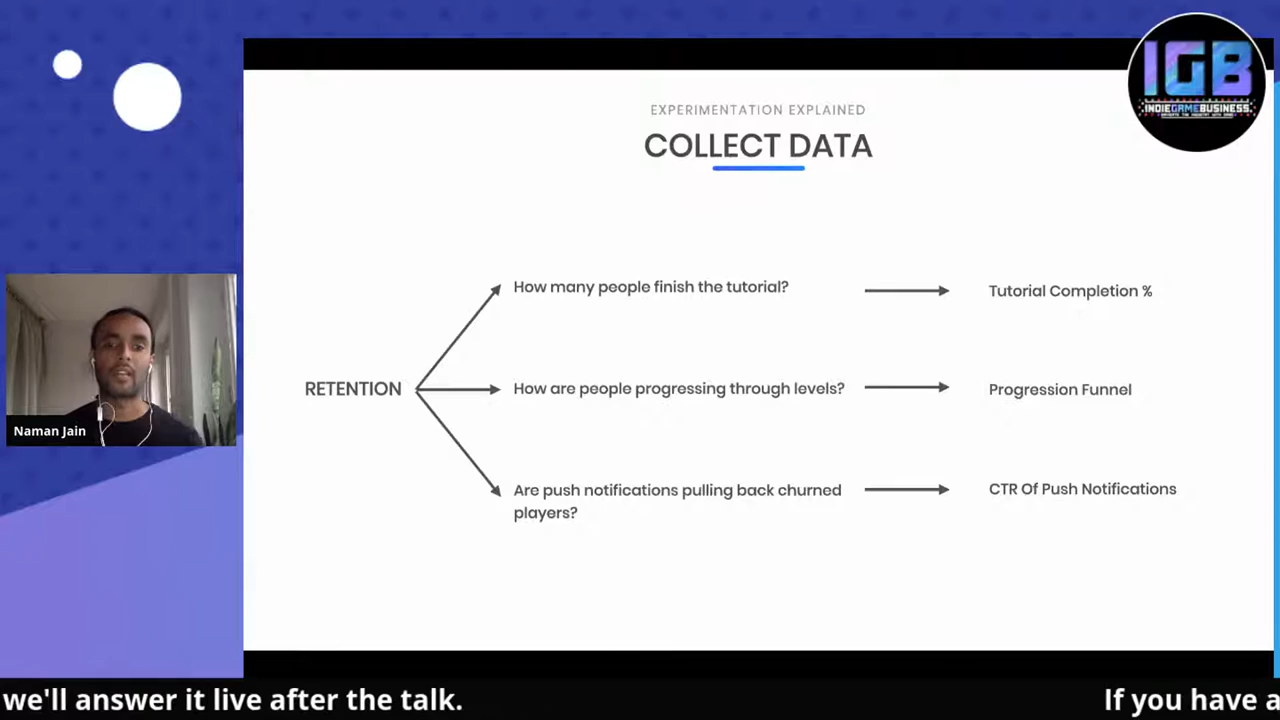 IGB
INDIEGAMEBUSINESS
EXPERIMENTATION EXPLAINED
COLLECT DATA
How many people finish the tutorial?
Tutorial Completion %
RETENTION
How are people progressing through levels?
Progression Funnel
Are push notifications pulling back churned
players?
CTR Of Push Notifications
Naman Jain
we'll answer it live after the talk.
If you have a